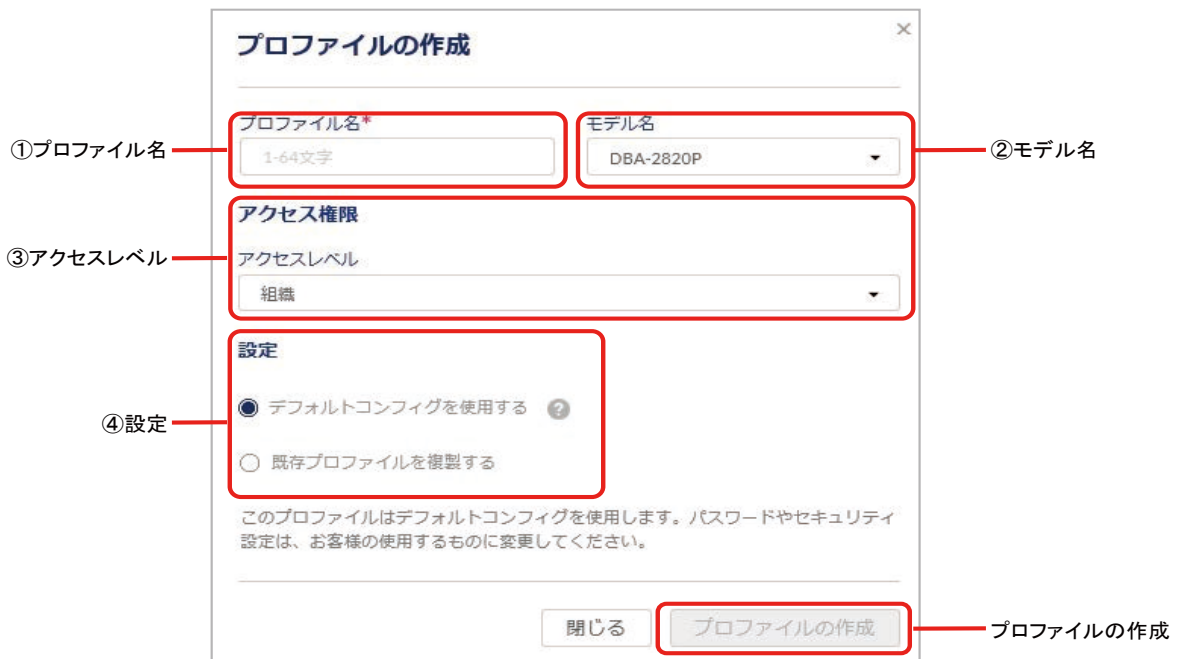 プロファイルの作成
×
プロファイル名*
モデル名
①プロファイル名
1-64文字
DBA-2820P
②モデル名
アクセス権限
③アクセスレベル
アクセスレベル
組織
設定
デフォルトコンフィグを使用する ?
④設定
既存プロファイルを複製する
このプロファイルはデフォルトコンフィグを使用します。パスワードやセキュリティ
設定は、お客様の使用するものに変更してください。
閉じる
プロファイルの作成
プロファイルの作成